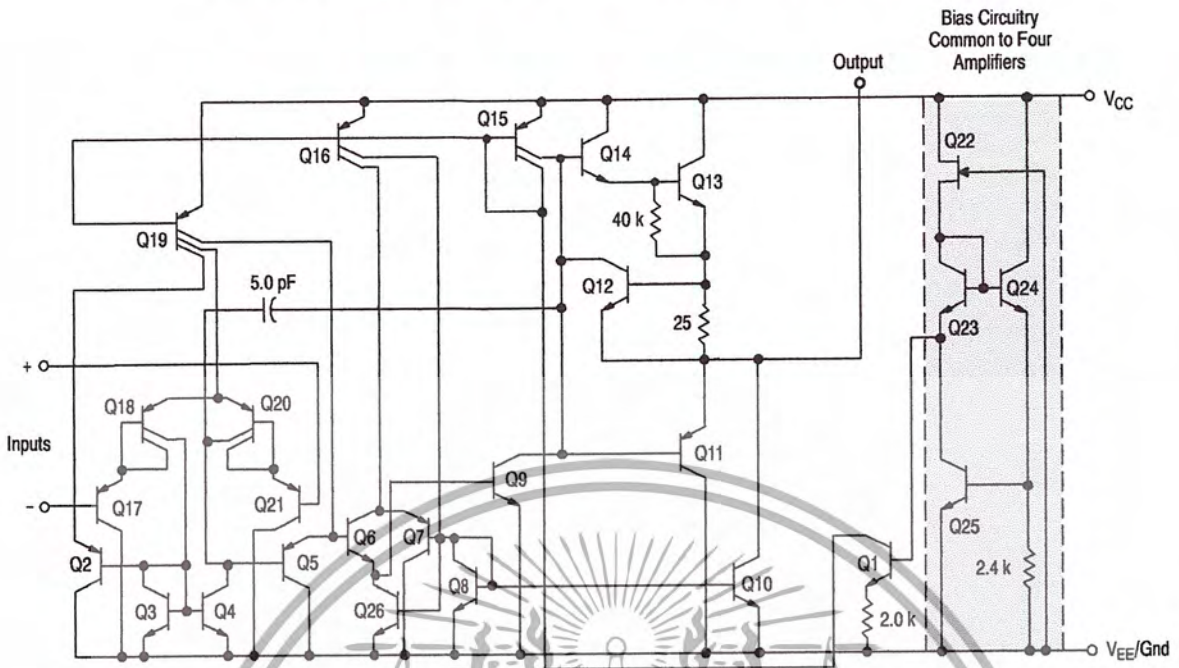 Bias Circuitry
Common to Four
Amplifiers
Output
VCC
Q15
Q14
Q22
Q16
Q13
Q19
40 k
5.0 pF
Q12
Q24
25
Q23
+
Q18
Q20
Inputs
Q11
Q9
Q17
Q21
Q25
-
Q2
Q5
Q6
Q7
Q1
2.4 k
Q3
Q4
Q26
Q8
Q10
2.0 k
VEE/Gnd